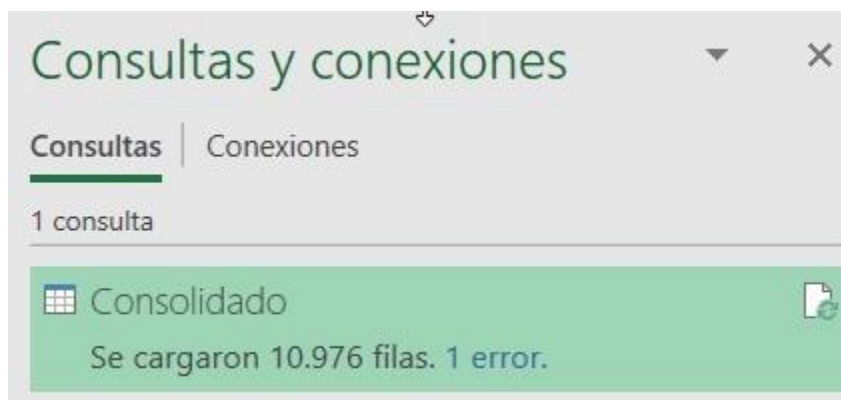 Consultas y conexiones
Consultas | Conexiones
1 consulta
Consolidado
Se cargaron 10.976 filas. 1 error.